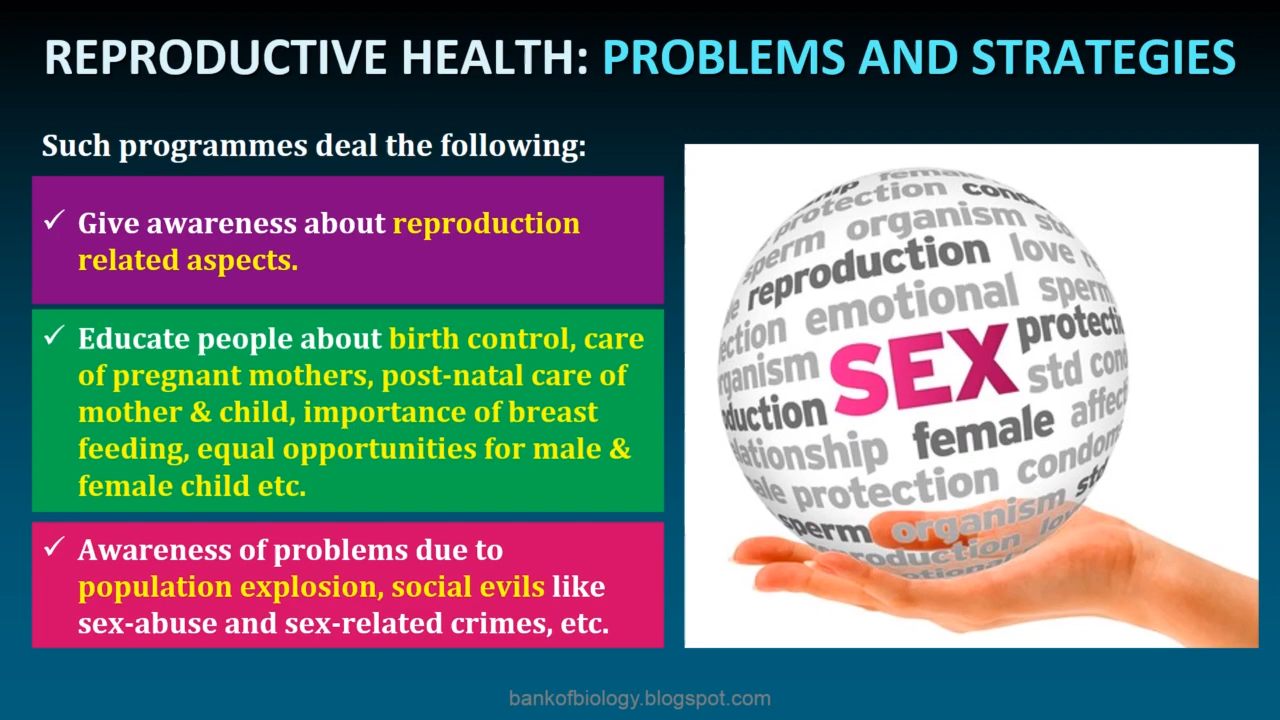 REPRODUCTIVE HEALTH: PROBLEMS AND STRATEGIES
Such programmes deal the following:
✓ Give awareness about reproduction
related aspects.
✓ Educate people about birth control, care
of pregnant mothers, post-natal care of
mother & child, importance of breast
feeding, equal opportunities for male &
female child etc.
✓ Awareness of problems due to
population explosion, social evils like
sex-abuse and sex-related crimes, etc.
female
protection
organism
sperm
reproduction love
emotional sperm
SEX
std
female
protection condom
sperm organism
bankofbiology.blogspot.com